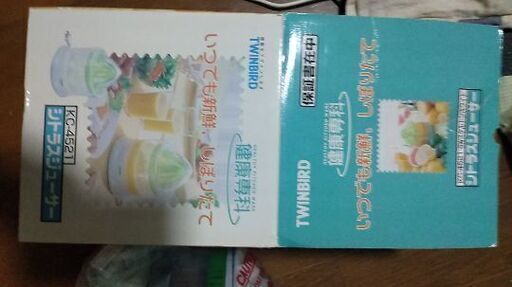 いつでも新鮮、しぼりたて
健康専科
TWINBIRD
KC-4521
シトラスジューサー
TWINBIRD
保証書在中
健康専科
いつでも新鮮、しぼりたて
シトラスジューサー